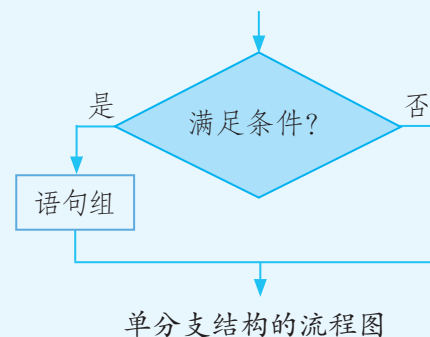 是
满足条件?
否
语句组
单分支结构的流程图